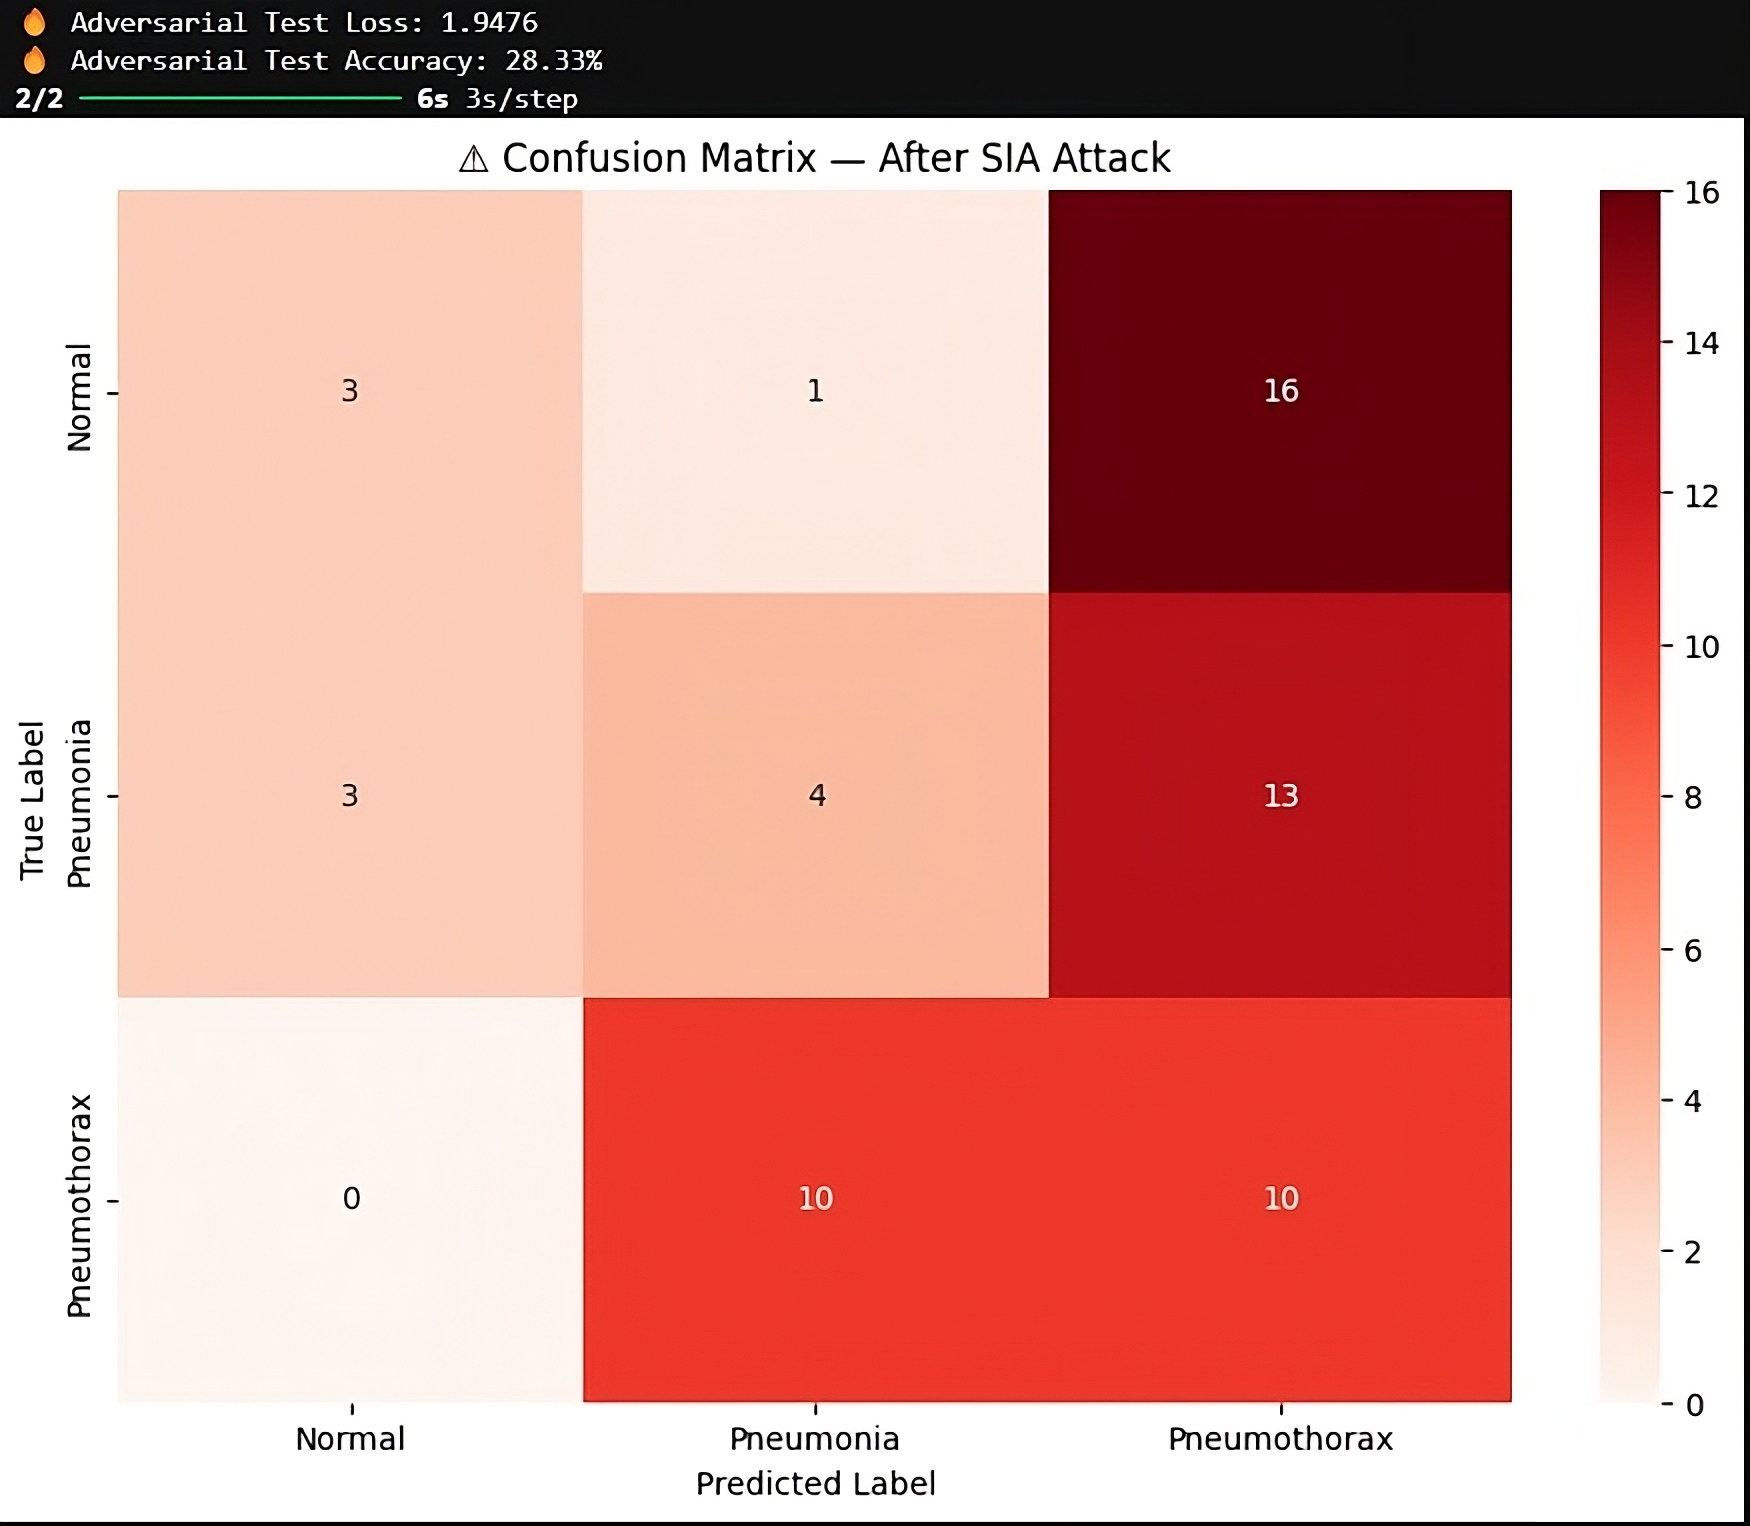 🔥 Adversarial Test Loss: 1.9476
🔥 Adversarial Test Accuracy: 28.33%
2/2 ━━━━━━━━━━ 6s 3s/step
⚠ Confusion Matrix — After SIA Attack
True Label
Normal
3 1 16
Pneumonia
3 4 13
Pneumothorax
0 10 10
Normal Pneumonia Pneumothorax
Predicted Label
16
14
12
10
8
6
4
2
0